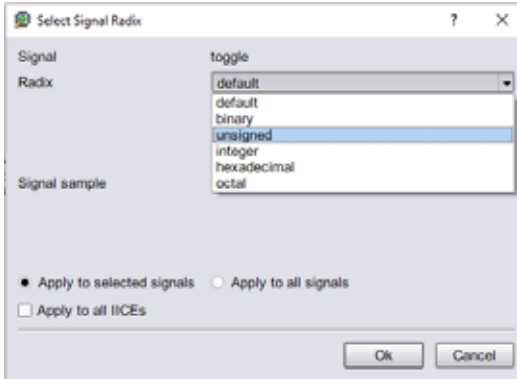 Select Signal Radix ?
Signal toggle
Radix default
default
binary
unsigned
integer
hexadecimal
Signal sample octal
Apply to selected signals Apply to all signals
Apply to all IICEs
Ok Cancel